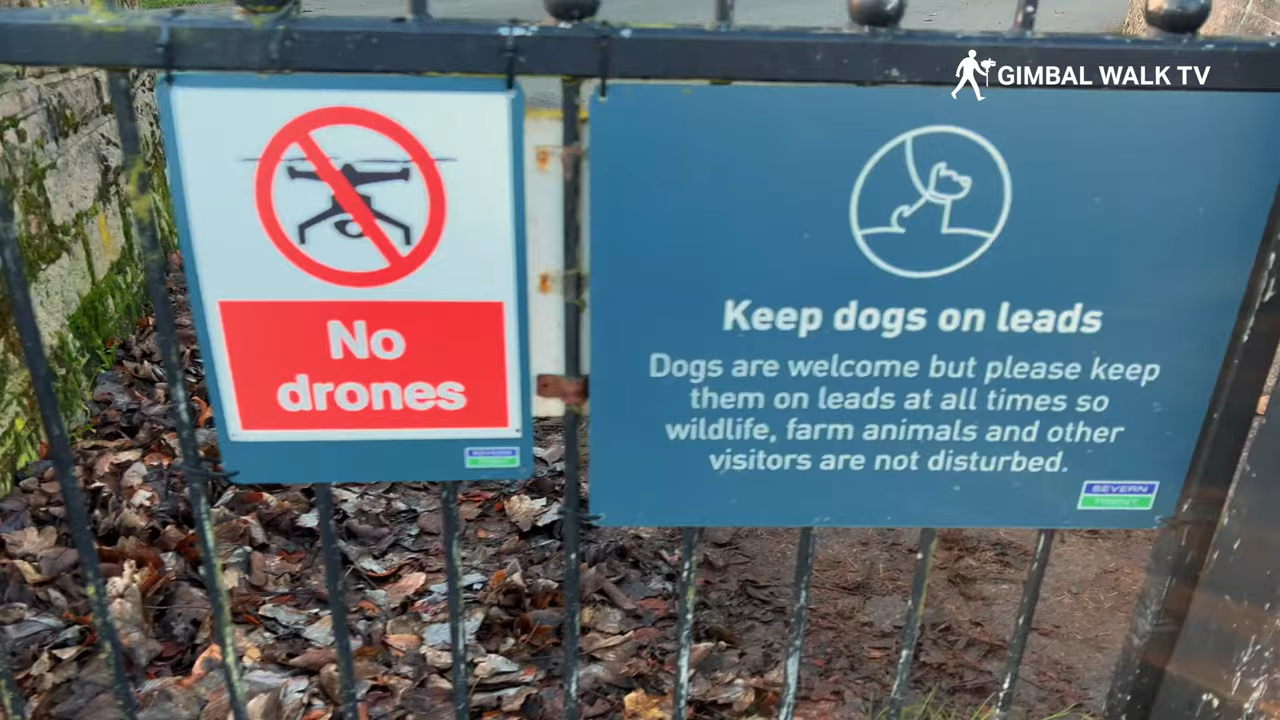 GIMBAL WALK TV
No
drones
Keep dogs on leads
Dogs are welcome but please keep
them on leads at all times so
wildlife, farm animals and other
visitors are not disturbed.
SEVERN
TRENT